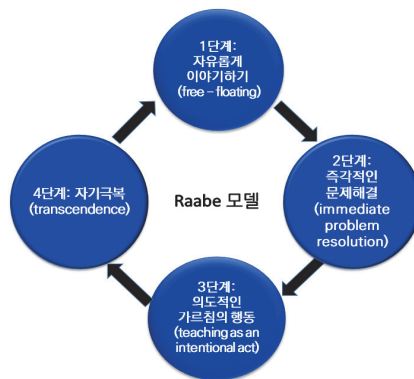 1단계:
자유롭게
이야기하기
(free – floating)
2단계:
즉각적인
문제해결
(immediate
problem
resolution)
3단계:
의도적인
가르침의 행동
(teaching as an
intentional act)
4단계: 자기극복
(transcendence)
Raabe 모델